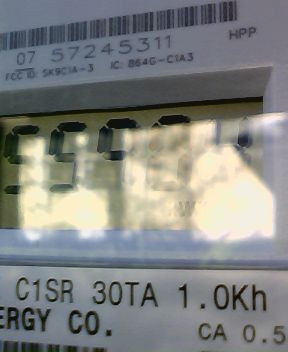 HPP
07 57245311
FCC ID: SK9C1A-3 IC: 864G-C1A3
C1SR 30TA 1.0Kh
ERGY CO.
CA 0.5